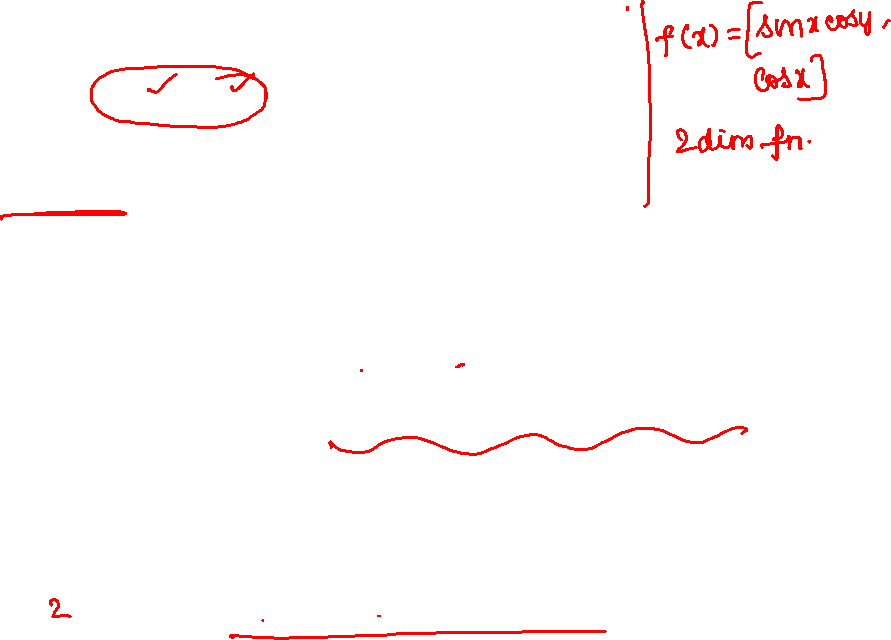 f(x) = [sin x cos y,
cos x]
2 dim fn.
2